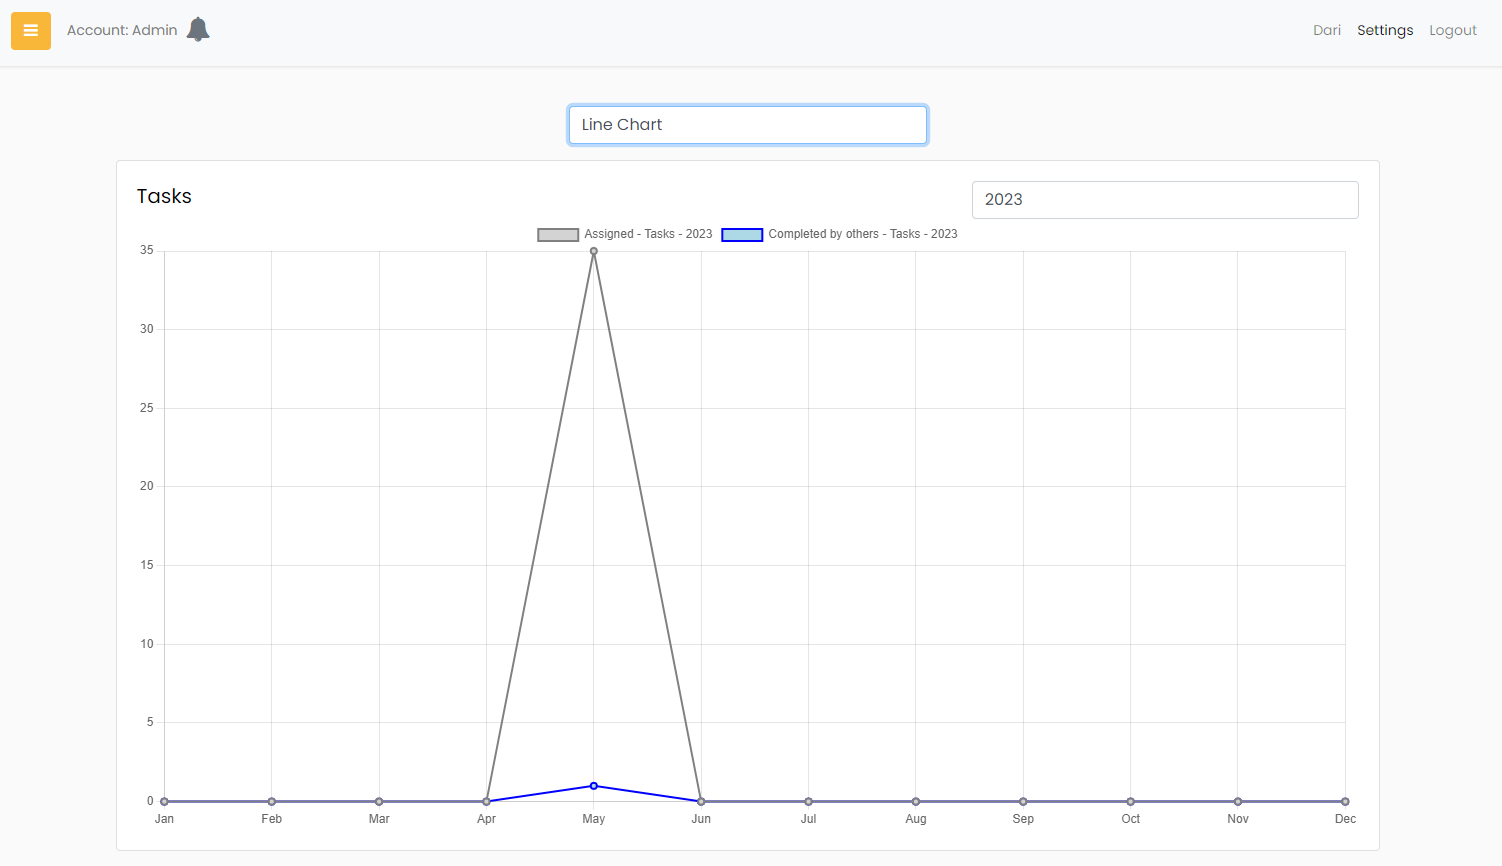 Account: Admin
Dari Settings Logout
Line Chart
Tasks
2023
Assigned - Tasks - 2023 Completed by others - Tasks - 2023
35
30
25
20
15
10
5
0
Jan Feb Mar Apr May Jun Jul Aug Sep Oct Nov Dec